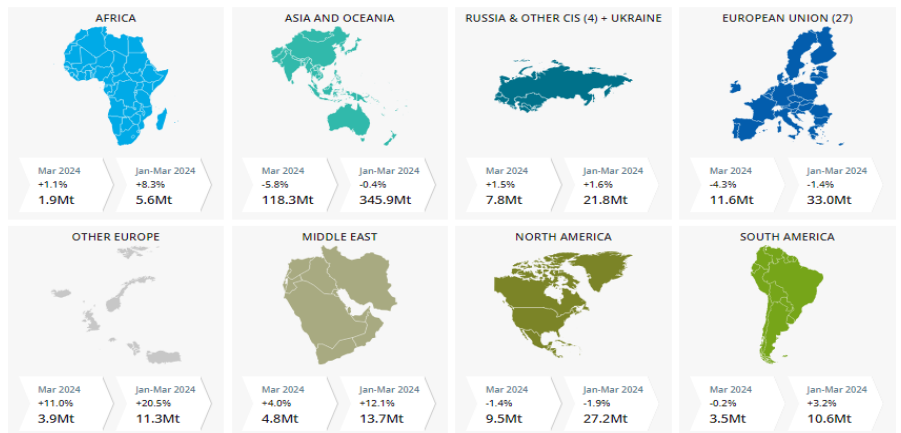 AFRICA
Mar 2024 Jan-Mar 2024
+1.1% +8.3%
1.9Mt 5.6Mt
ASIA AND OCEANIA
Mar 2024 Jan-Mar 2024
-5.8% -0.4%
118.3Mt 345.9Mt
RUSSIA & OTHER CIS (4) + UKRAINE
Mar 2024 Jan-Mar 2024
+1.5% +1.6%
7.8Mt 21.8Mt
EUROPEAN UNION (27)
Mar 2024 Jan-Mar 2024
-4.3% -1.4%
11.6Mt 33.0Mt
OTHER EUROPE
Mar 2024 Jan-Mar 2024
+11.0% +20.5%
3.9Mt 11.3Mt
MIDDLE EAST
Mar 2024 Jan-Mar 2024
+4.0% +12.1%
4.8Mt 13.7Mt
NORTH AMERICA
Mar 2024 Jan-Mar 2024
-1.4% -1.9%
9.5Mt 27.2Mt
SOUTH AMERICA
Mar 2024 Jan-Mar 2024
-0.2% +3.2%
3.5Mt 10.6Mt